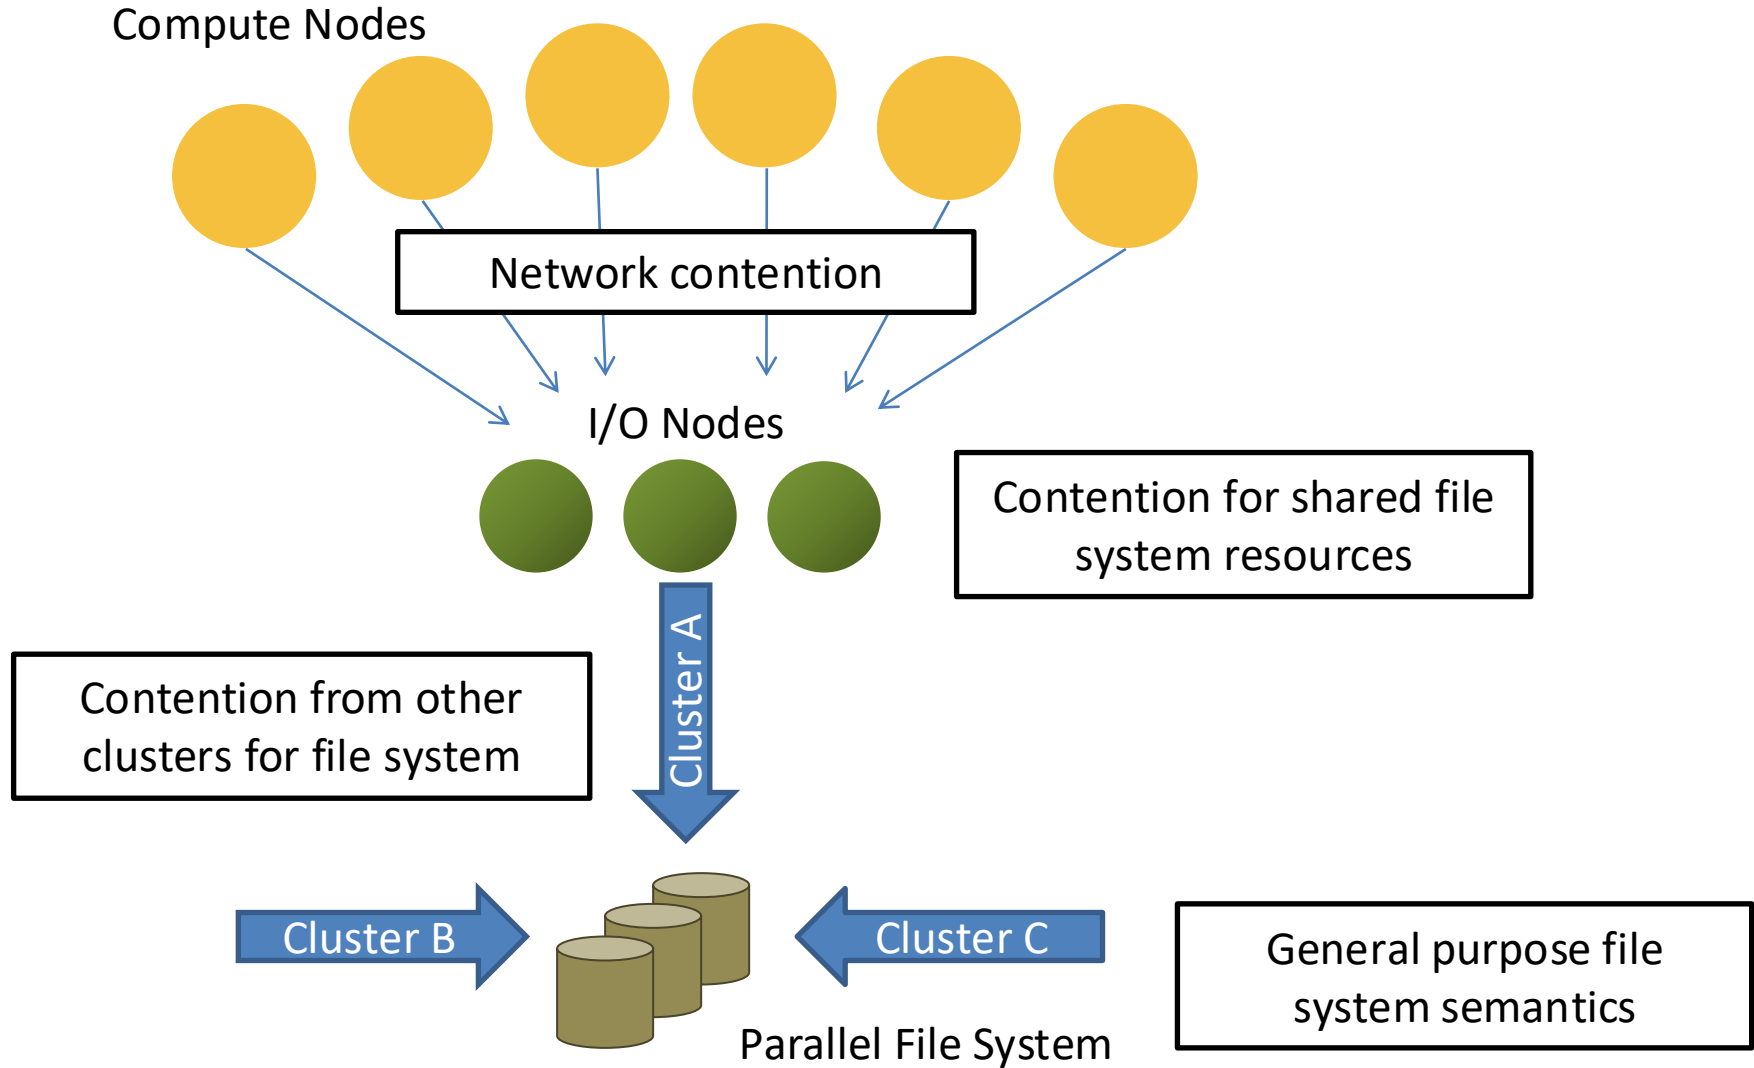 Compute Nodes
Network contention
I/O Nodes
Contention for shared file
system resources
Cluster A
Contention from other
clusters for file system
Cluster B
Cluster C
General purpose file
system semantics
Parallel File System